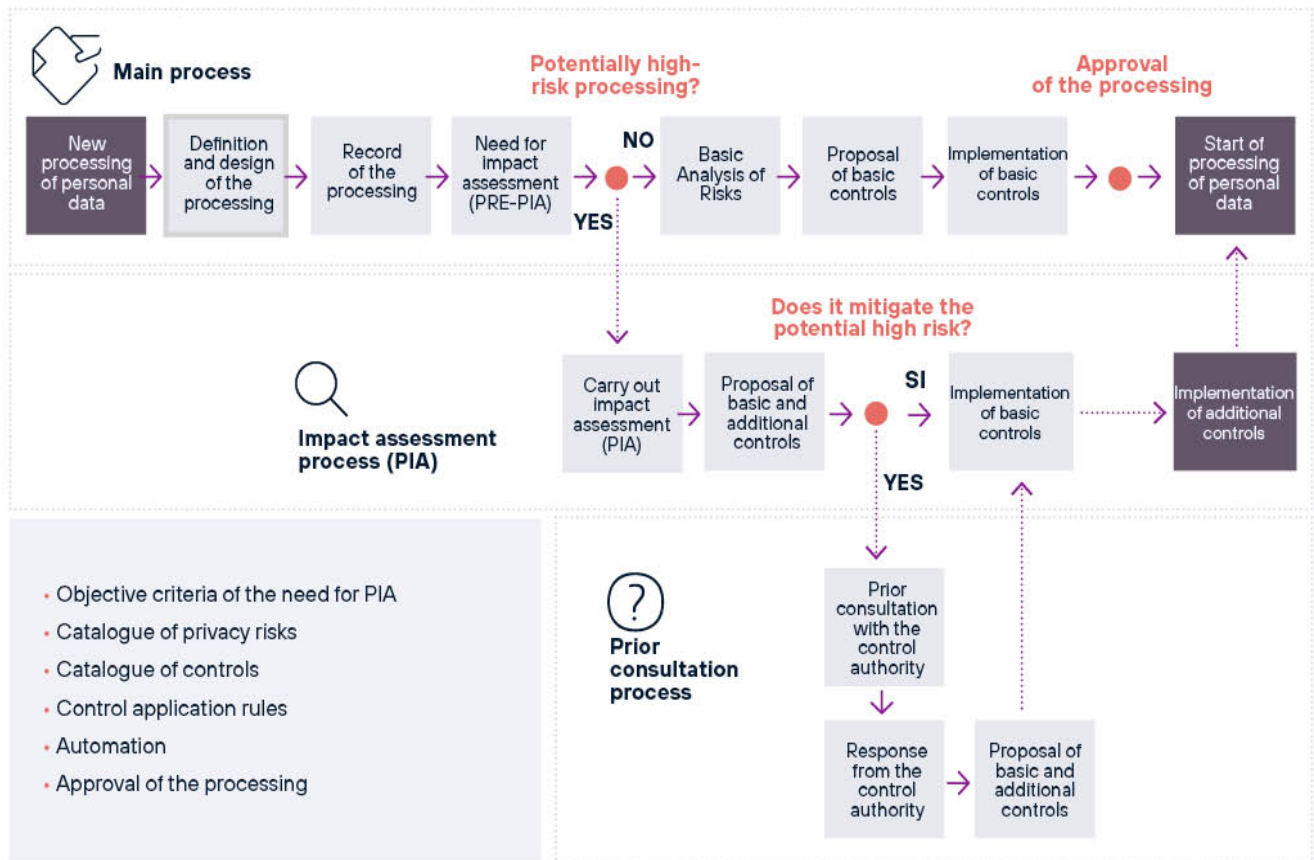 Main process
Potentially high-
risk processing?
Approval
of the processing
New
processing
of personal
data
Definition
and design
of the
processing
Record
of the
processing
Need for
impact
assessment
(PRE-PIA)
NO
YES
Basic
Analysis of
Risks
Proposal
of basic
controls
Implementation
of basic
controls
Start of
processing
of personal
data
Does it mitigate the
potential high risk?
Impact assessment
process (PIA)
Carry out
impact
assessment
(PIA)
Proposal of
basic and
additional
controls
SI
YES
Implementation
of basic
controls
Implementation
of additional
controls
• Objective criteria of the need for PIA
• Catalogue of privacy risks
• Catalogue of controls
• Control application rules
• Automation
• Approval of the processing
?
Prior
consultation
process
Prior
consultation
with the
control
authority
Response
from the
control
authority
Proposal of
basic and
additional
controls